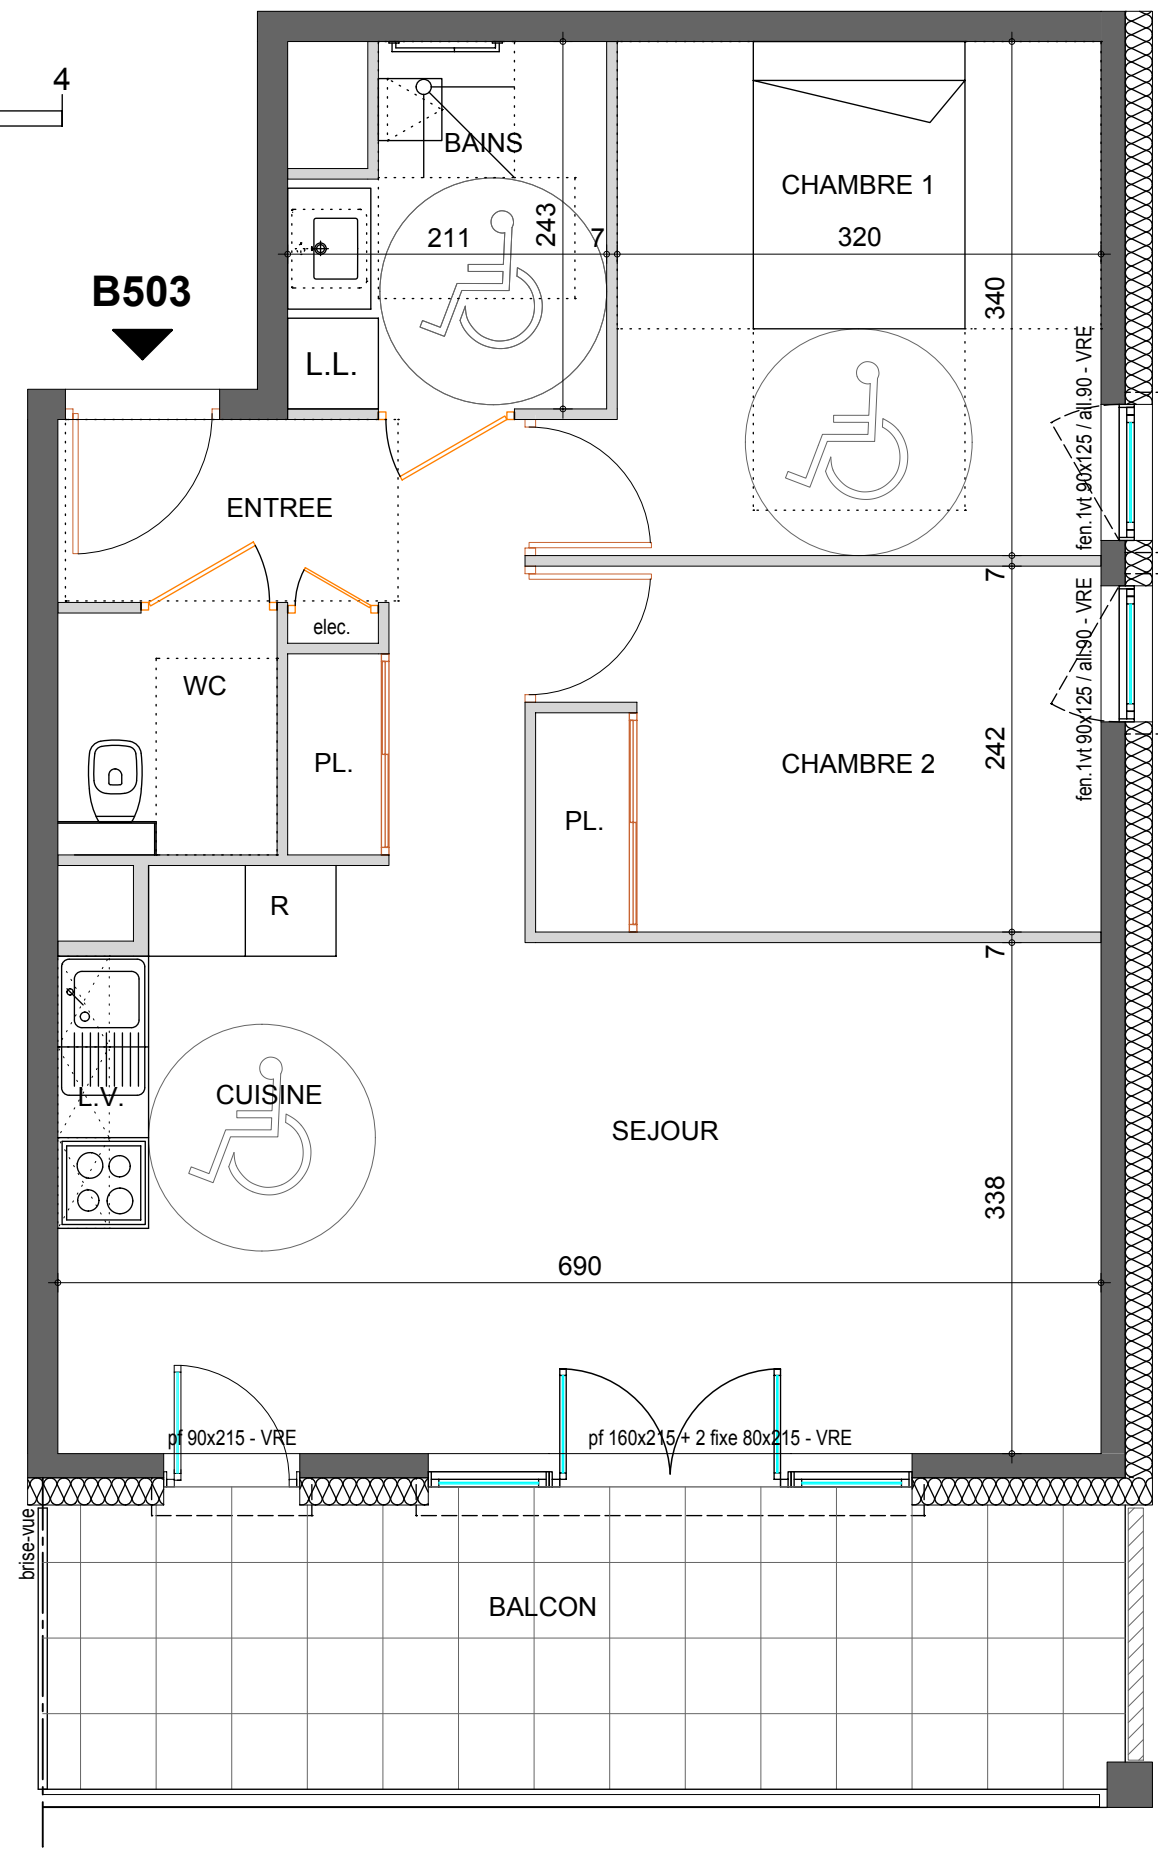 4
BAINS
CHAMBRE 1
211
243
7
320
340
B503
L.L.
fen.1vt 90x125 / all.90 - VRE
ENTREE
7
elec.
fen.1vt 90x125 / all.90 - VRE
WC
PL.
CHAMBRE 2
242
PL.
R
7
L.V.
CUISINE
SEJOUR
338
690
pf 90x215 - VRE
pf 160x215 + 2 fixe 80x215 - VRE
brise-vue
BALCON